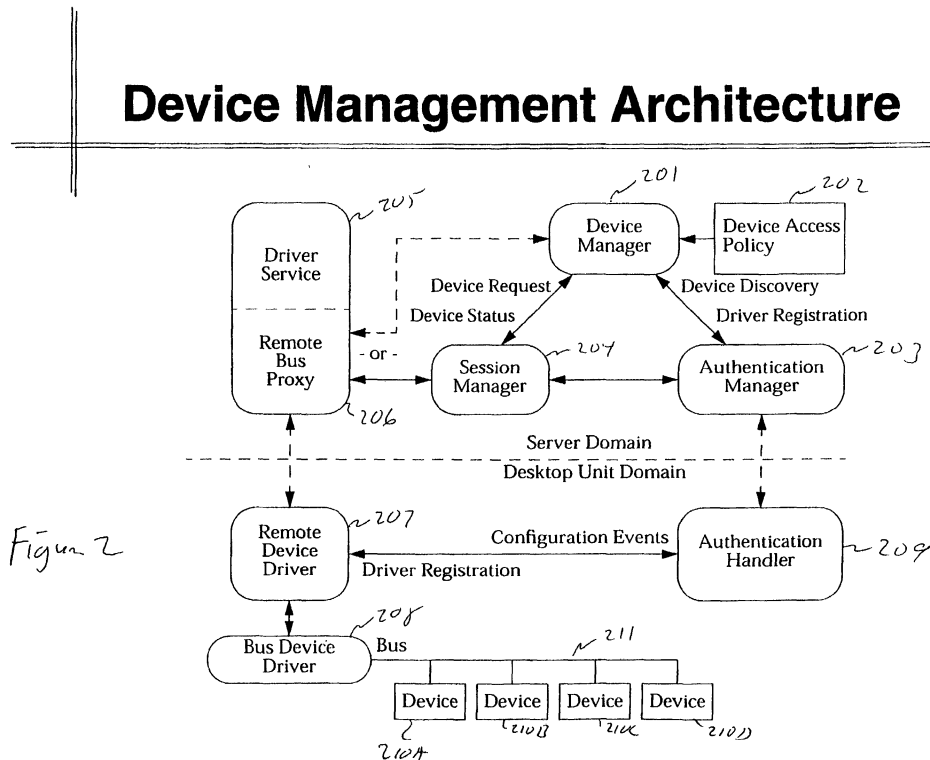 Device Management Architecture
201
202
205
Device
Manager
Device Access
Policy
Driver
Service
Device Request
Device Discovery
Device Status
Driver Registration
Remote
Bus
Proxy
- or -
204
203
Session
Manager
Authentication
Manager
206
Server Domain
Desktop Unit Domain
207
Remote
Device
Driver
Configuration Events
Driver Registration
Authentication
Handler
209
Figure 2
208
Bus Device
Driver
Bus
211
Device
Device
Device
Device
210A
210B
210C
210D